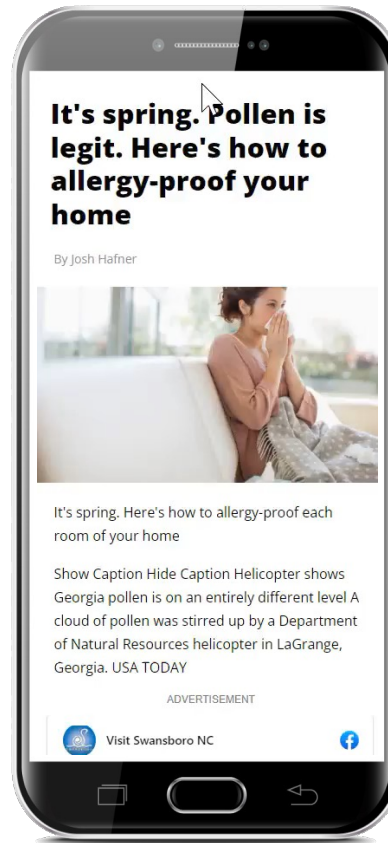 It's spring. Pollen is
legit. Here's how to
allergy-proof your
home
By Josh Hafner
It's spring. Here's how to allergy-proof each
room of your home
Show Caption Hide Caption Helicopter shows
Georgia pollen is on an entirely different level A
cloud of pollen was stirred up by a Department
of Natural Resources helicopter in LaGrange,
Georgia. USA TODAY
ADVERTISEMENT
Visit Swansboro NC